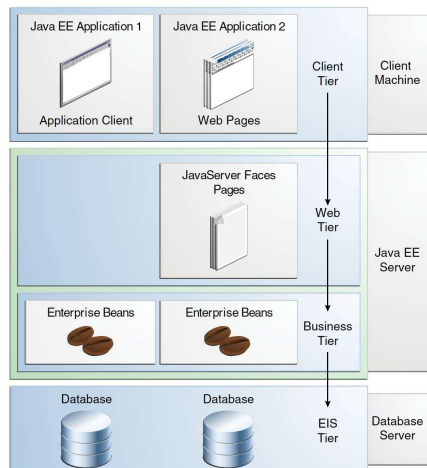 Java EE Application 1
Java EE Application 2
Application Client
Web Pages
Client
Tier
Client
Machine
JavaServer Faces
Pages
Web
Tier
Java EE
Server
Enterprise Beans
Enterprise Beans
Business
Tier
Database
Database
EIS
Tier
Database
Server